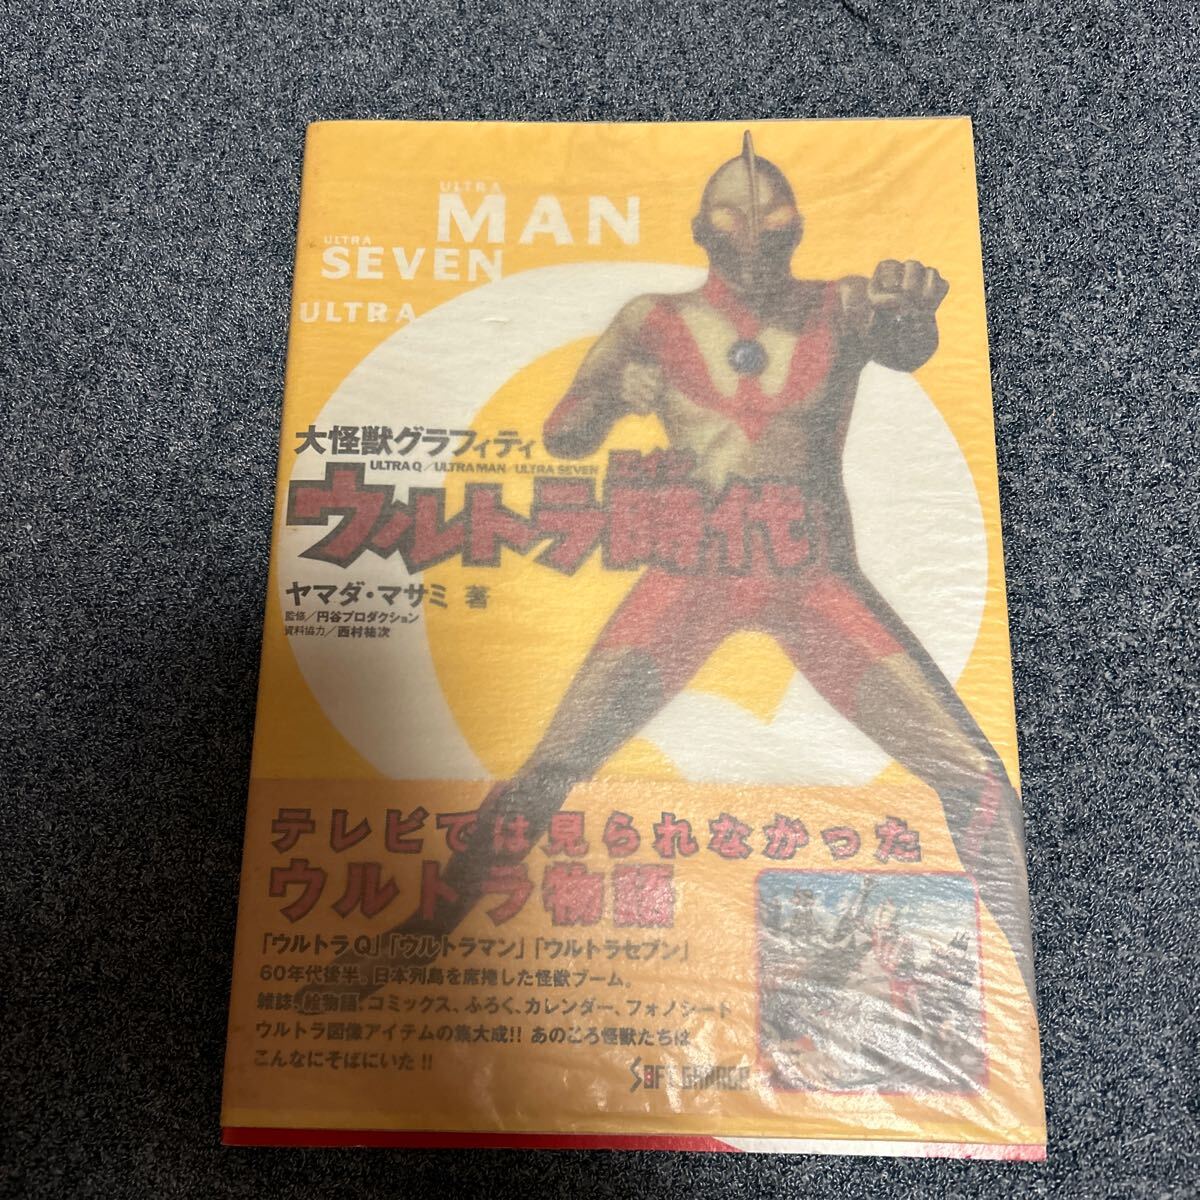 ULTRA
MAN
ULTRA
SEVEN
ULTRA
大怪獣グラフィティ
ULTRA Q／ULTRA MAN／ULTRA SEVEN
ウルトラ時代
ヤマダ・マサミ 著
監修／円谷プロダクション
資料協力／西村祐次
テレビでは見られなかった
ウルトラ物語
「ウルトラQ」「ウルトラマン」「ウルトラセブン」
60年代後半、日本列島を席捲した怪獣ブーム。
雑誌、絵物語、コミックス、ふろく、カレンダー、フォノシート
ウルトラ図像アイテムの集大成!! あのころ怪獣たちは
こんなにそばにいた!!
SOFT GARAGE